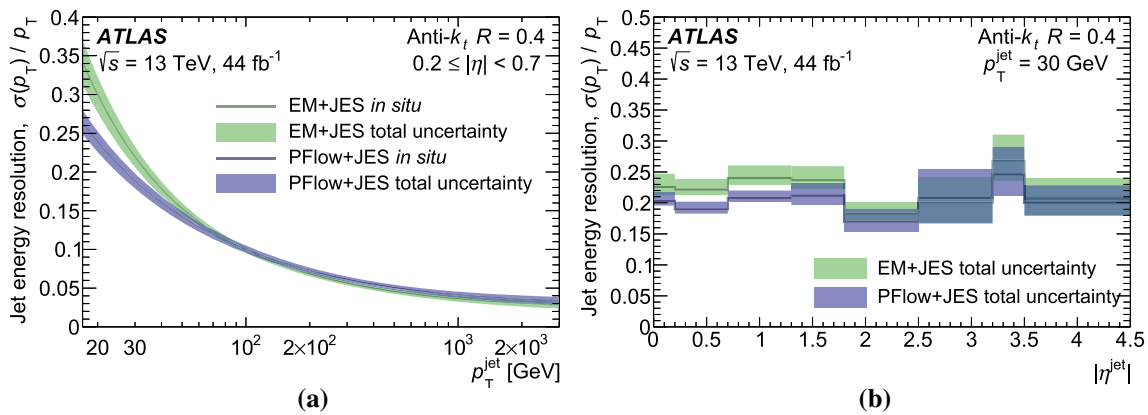 Jet energy resolution, σ(pT) / pT
0.4
0.35
0.3
0.25
0.2
0.15
0.1
0.05
0
ATLAS
√s = 13 TeV, 44 fb-1
Anti-kt R = 0.4
0.2 ≤ |η| < 0.7
EM+JES in situ
EM+JES total uncertainty
PFlow+JES in situ
PFlow+JES total uncertainty
20 30 10² 2×10² 10³ 2×10³
pT^jet [GeV]
(a)
Jet energy resolution, σ(pT) / pT
0.5
0.45
0.4
0.35
0.3
0.25
0.2
0.15
0.1
0.05
0
ATLAS
√s = 13 TeV, 44 fb-1
Anti-kt R = 0.4
pT^jet = 30 GeV
EM+JES total uncertainty
PFlow+JES total uncertainty
0 0.5 1 1.5 2 2.5 3 3.5 4 4.5
|η^jet|
(b)